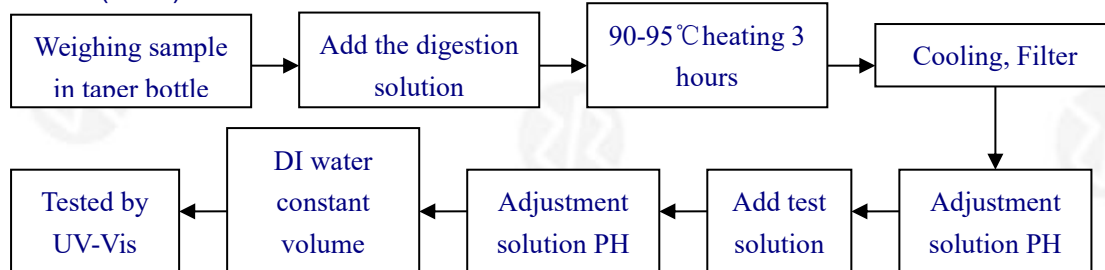 Weighing sample
in taper bottle
Add the digestion
solution
90-95℃heating 3
hours
Cooling, Filter
Adjustment
solution PH
Add test
solution
Adjustment
solution PH
DI water
constant
volume
Tested by
UV-Vis